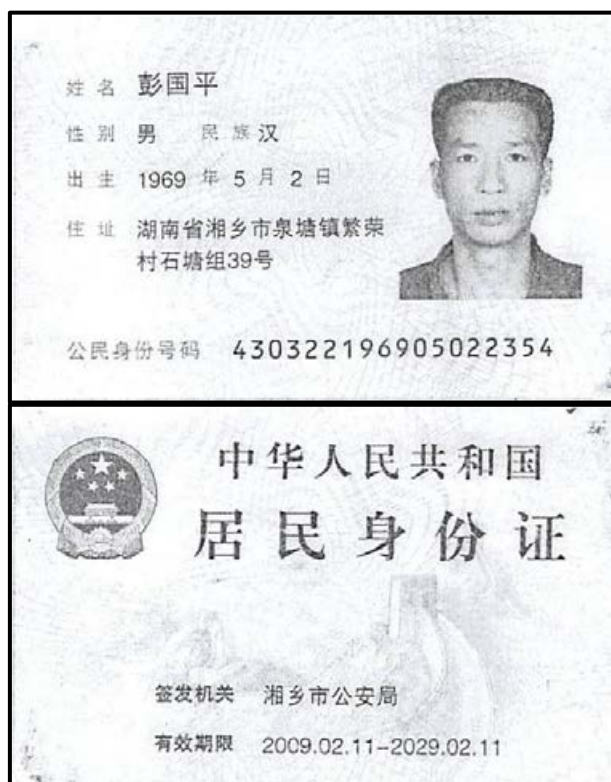 姓名 彭国平
性别 男 民族 汉
出生 1969 年 5 月 2 日
住址 湖南省湘乡市泉塘镇繁荣
村石塘组39号
公民身份号码 430322196905022354
中华人民共和国
居民身份证
签发机关 湘乡市公安局
有效期限 2009.02.11-2029.02.11